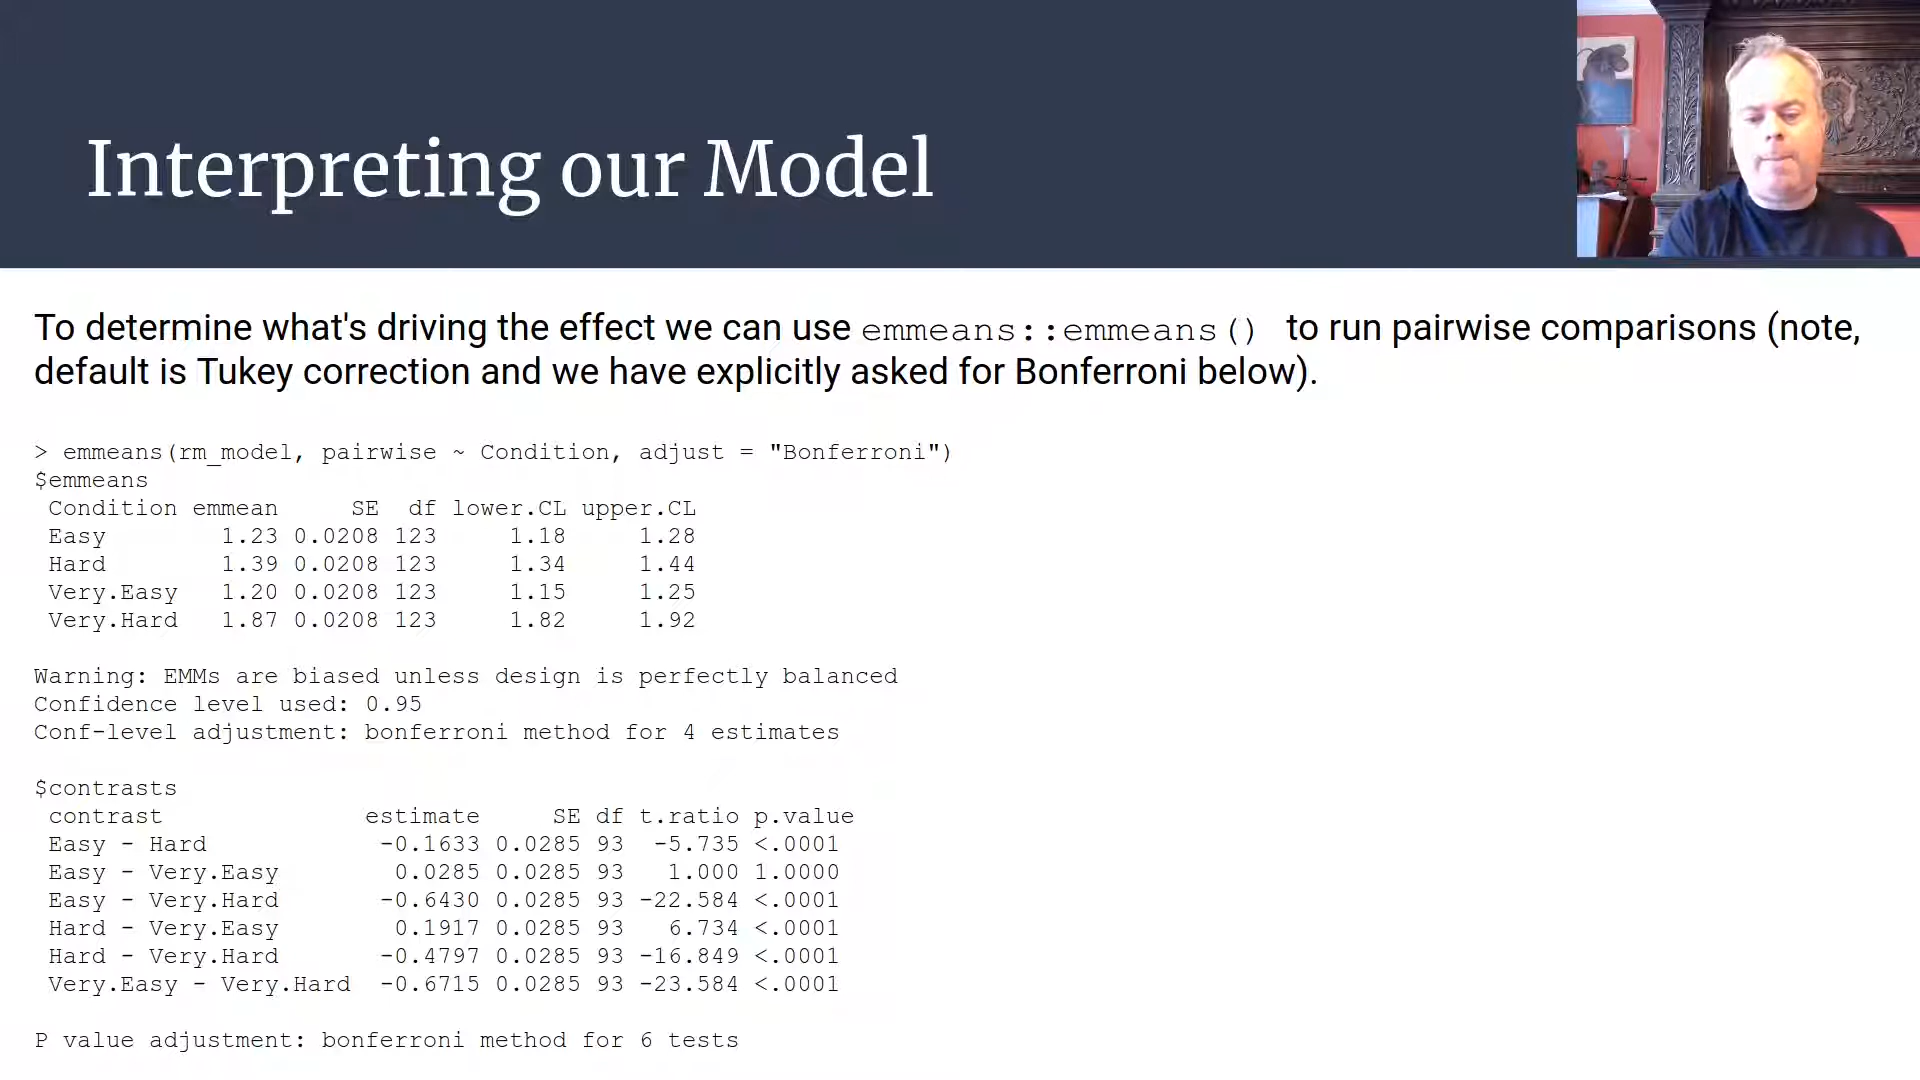 Interpreting our Model
To determine what's driving the effect we can use emmeans::emmeans() to run pairwise comparisons (note,
default is Tukey correction and we have explicitly asked for Bonferroni below).
> emmeans(rm_model, pairwise ~ Condition, adjust = "Bonferroni")
$emmeans
Condition emmean SE df lower.CL upper.CL
Easy 1.23 0.0208 123 1.18 1.28
Hard 1.39 0.0208 123 1.34 1.44
Very.Easy 1.20 0.0208 123 1.15 1.25
Very.Hard 1.87 0.0208 123 1.82 1.92
Warning: EMMs are biased unless design is perfectly balanced
Confidence level used: 0.95
Conf-level adjustment: bonferroni method for 4 estimates
$contrasts
contrast estimate SE df t.ratio p.value
Easy - Hard -0.1633 0.0285 93 -5.735 <.0001
Easy - Very.Easy 0.0285 0.0285 93 1.000 1.0000
Easy - Very.Hard -0.6430 0.0285 93 -22.584 <.0001
Hard - Very.Easy 0.1917 0.0285 93 6.734 <.0001
Hard - Very.Hard -0.4797 0.0285 93 -16.849 <.0001
Very.Easy - Very.Hard -0.6715 0.0285 93 -23.584 <.0001
P value adjustment: bonferroni method for 6 tests